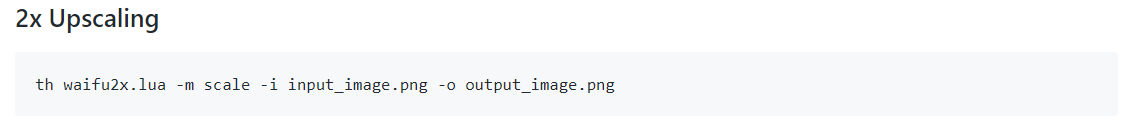 2x Upscaling
th waifu2x.lua -m scale -i input_image.png -o output_image.png